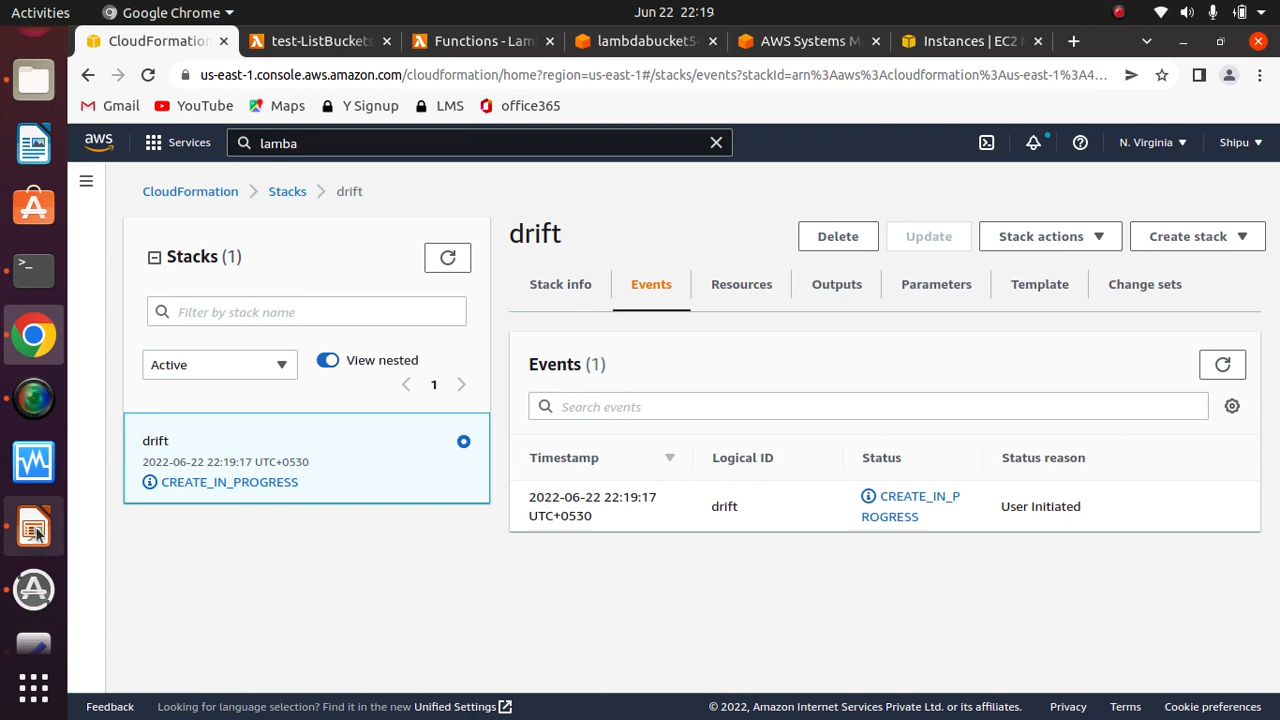 Activities
Google Chrome
Jun 22 22:19
CloudFormation
test-ListBuckets
Functions - Lam
lambdabucket54
AWS Systems Ma
Instances | EC2 M
us-east-1.console.aws.amazon.com/cloudformation/home?region=us-east-1#/stacks/events?stackId=arn%3Aaws%3Acloudformation%3Aus-east-1%3A4...
Gmail
YouTube
Maps
Y Signup
LMS
office365
aws
Services
lamba
N. Virginia
Shipu
CloudFormation
Stacks
drift
Stacks (1)
Filter by stack name
Active
View nested
1
drift
2022-06-22 22:19:17 UTC+0530
CREATE_IN_PROGRESS
drift
Delete
Update
Stack actions
Create stack
Stack info
Events
Resources
Outputs
Parameters
Template
Change sets
Events (1)
Search events
Timestamp
Logical ID
Status
Status reason
2022-06-22 22:19:17
UTC+0530
drift
CREATE_IN_P
ROGRESS
User Initiated
Feedback
Looking for language selection? Find it in the new Unified Settings
© 2022, Amazon Internet Services Private Ltd. or its affiliates.
Privacy
Terms
Cookie preferences